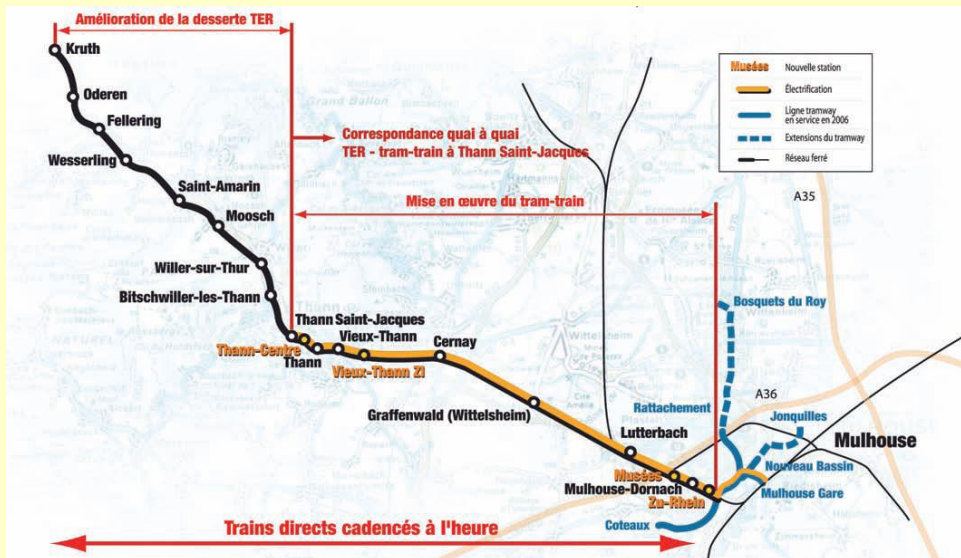 Amélioration de la desserte TER
Kruth
Oderen
Fellering
Wesserling
Saint-Amarin
Moosch
Willer-sur-Thur
Bitschwiller-les-Thann
Correspondance quai à quai
TER - tram-train à Thann Saint-Jacques
Mise en œuvre du tram-train
Musées Nouvelle station
Électrification
Ligne tramway
en service en 2006
Extensions du tramway
Réseau ferré
A35
Thann Saint-Jacques
Thann-Centre
Vieux-Thann
Thann
Vieux-Thann ZI
Cernay
Graffenwald (Wittelsheim)
Lutterbach
Musées
Mulhouse-Dornach
Zu-Rhein
Bosquets du Roy
A36
Rattachement
Jonquilles
Mulhouse
Nouveau Bassin
Mulhouse Gare
Coteaux
Trains directs cadencés à l'heure
Grand Ballon
Wittelsheim